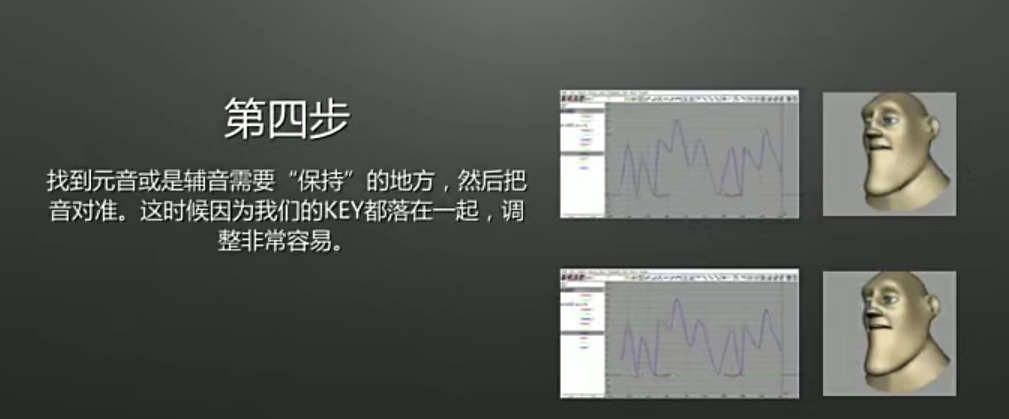 第四步
找到元音或是辅音需要“保持”的地方，然后把
音对准。这时候因为我们的KEY都落在一起，调
整非常容易。